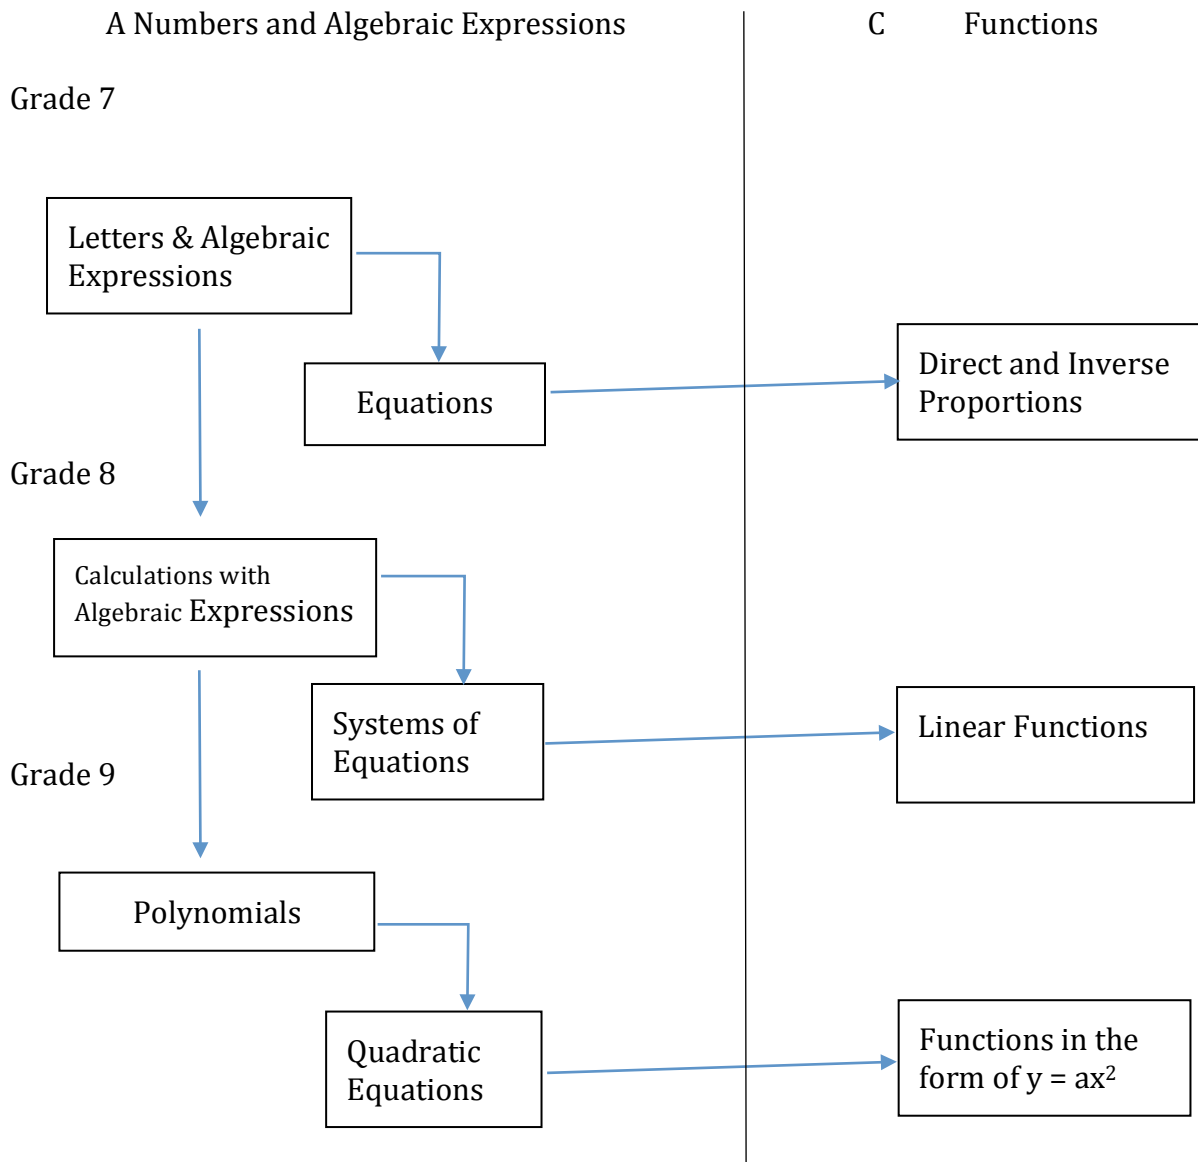 A Numbers and Algebraic Expressions
C Functions
Grade 7
Letters & Algebraic
Expressions
Equations
Direct and Inverse
Proportions
Grade 8
Calculations with
Algebraic Expressions
Systems of
Equations
Linear Functions
Grade 9
Polynomials
Quadratic
Equations
Functions in the
form of y = ax²